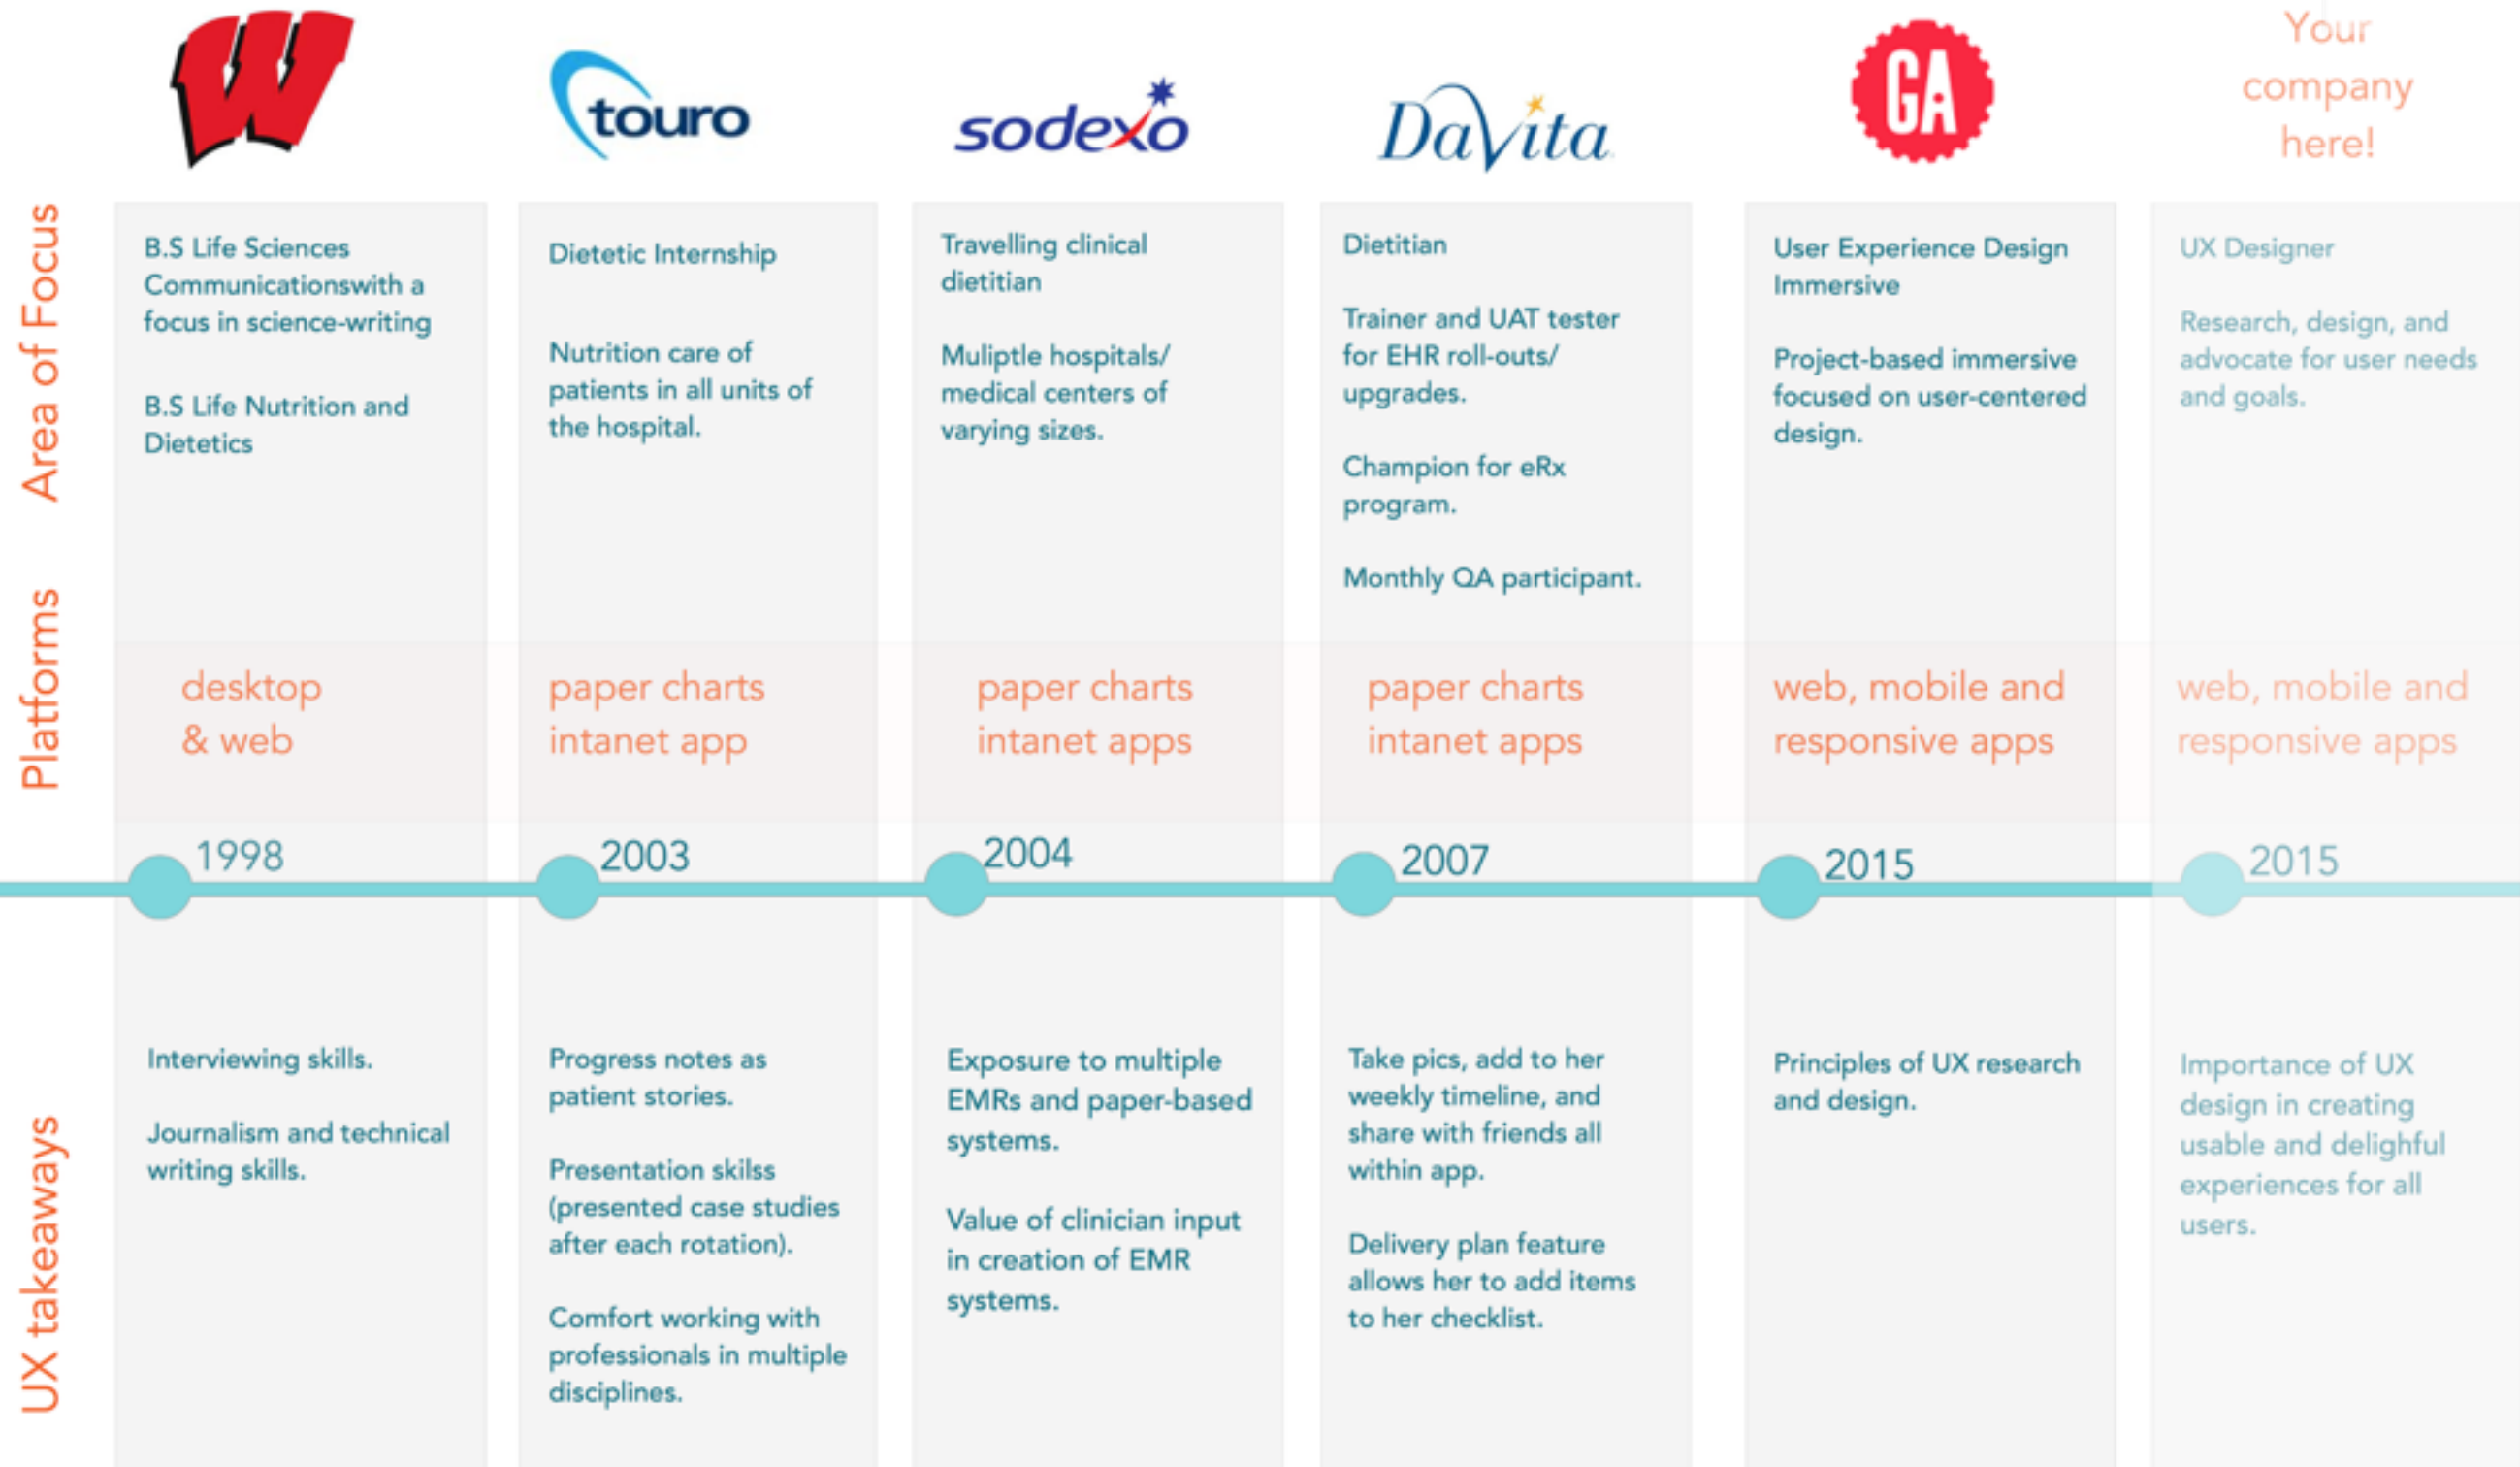 W
touro
sodexo
DaVita
GA
Your
company
here!
Area of Focus
B.S Life Sciences
Communicationswith a
focus in science-writing
B.S Life Nutrition and
Dietetics
Dietetic Internship
Nutrition care of
patients in all units of
the hospital.
Travelling clinical
dietitian
Muliptle hospitals/
medical centers of
varying sizes.
Dietitian
Trainer and UAT tester
for EHR roll-outs/
upgrades.
Champion for eRx
program.
Monthly QA participant.
User Experience Design
Immersive
Project-based immersive
focused on user-centered
design.
UX Designer
Research, design, and
advocate for user needs
and goals.
Platforms
desktop
& web
paper charts
intanet app
paper charts
intanet apps
paper charts
intanet apps
web, mobile and
responsive apps
web, mobile and
responsive apps
1998
2003
2004
2007
2015
2015
UX takeaways
Interviewing skills.
Journalism and technical
writing skills.
Progress notes as
patient stories.
Presentation skilss
(presented case studies
after each rotation).
Comfort working with
professionals in multiple
disciplines.
Exposure to multiple
EMRs and paper-based
systems.
Value of clinician input
in creation of EMR
systems.
Take pics, add to her
weekly timeline, and
share with friends all
within app.
Delivery plan feature
allows her to add items
to her checklist.
Principles of UX research
and design.
Importance of UX
design in creating
usable and delighful
experiences for all
users.